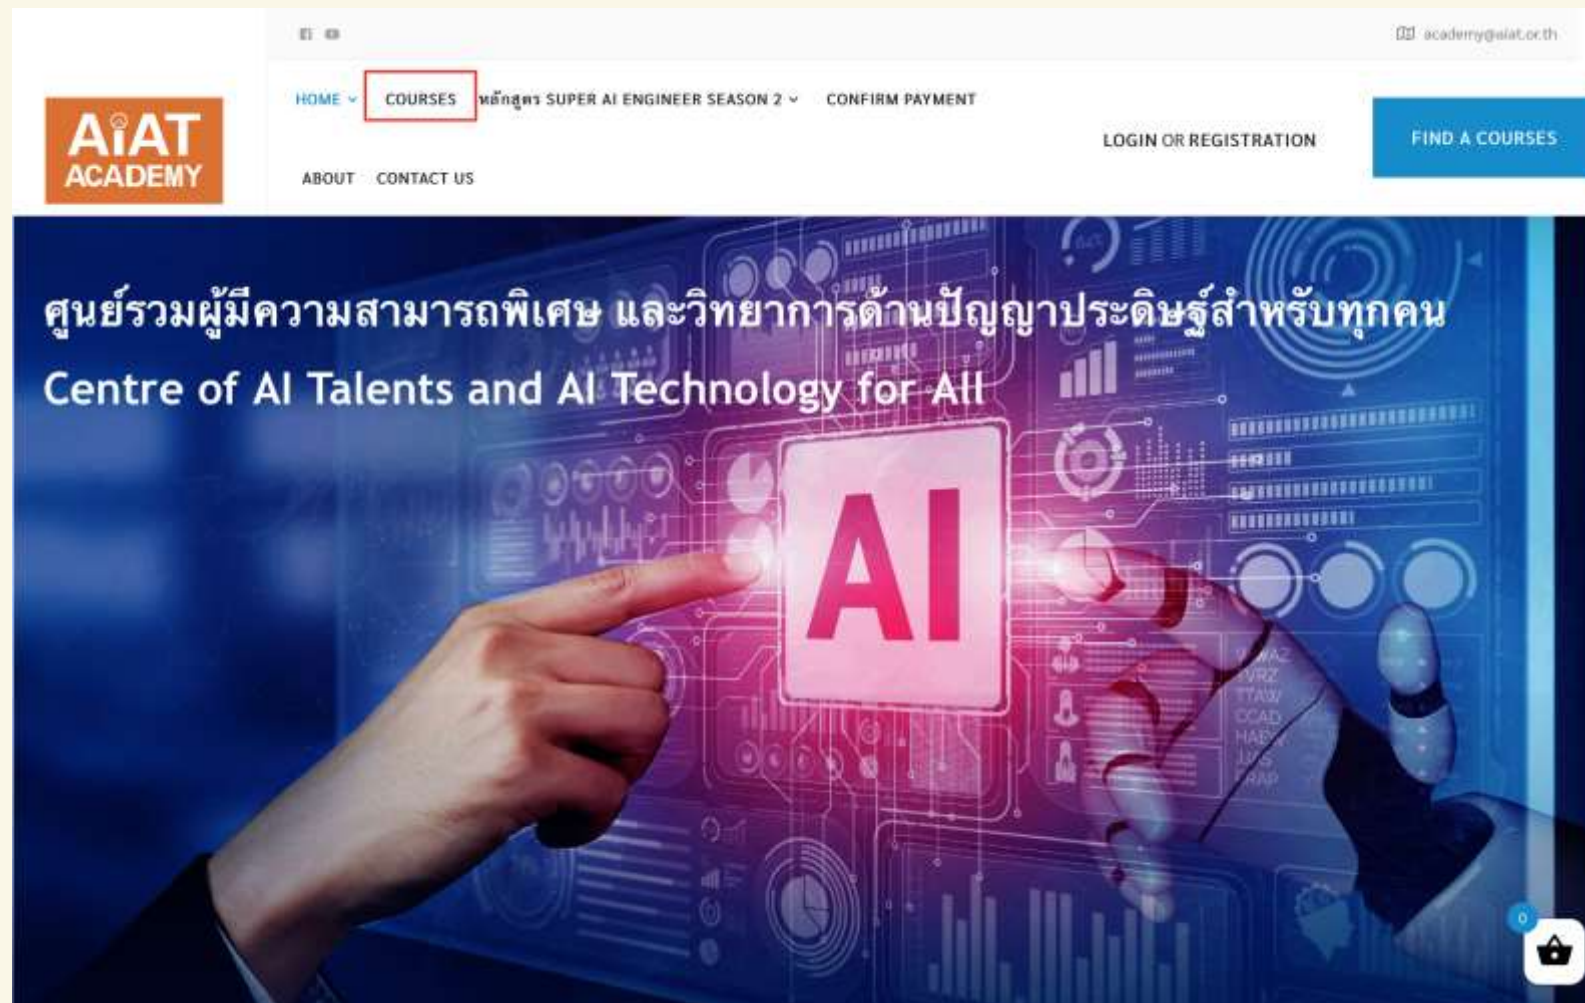 academy@aiat.or.th
HOME COURSES หลักสูตร SUPER AI ENGINEER SEASON 2 CONFIRM PAYMENT
AiAT
ACADEMY
LOGIN OR REGISTRATION
FIND A COURSES
ABOUT CONTACT US
ศูนย์รวมผู้มีความสามารถพิเศษ และวิทยาการด้านปัญญาประดิษฐ์สำหรับทุกคน
Centre of AI Talents and AI Technology for All
AI
TTAW
CCAD
0